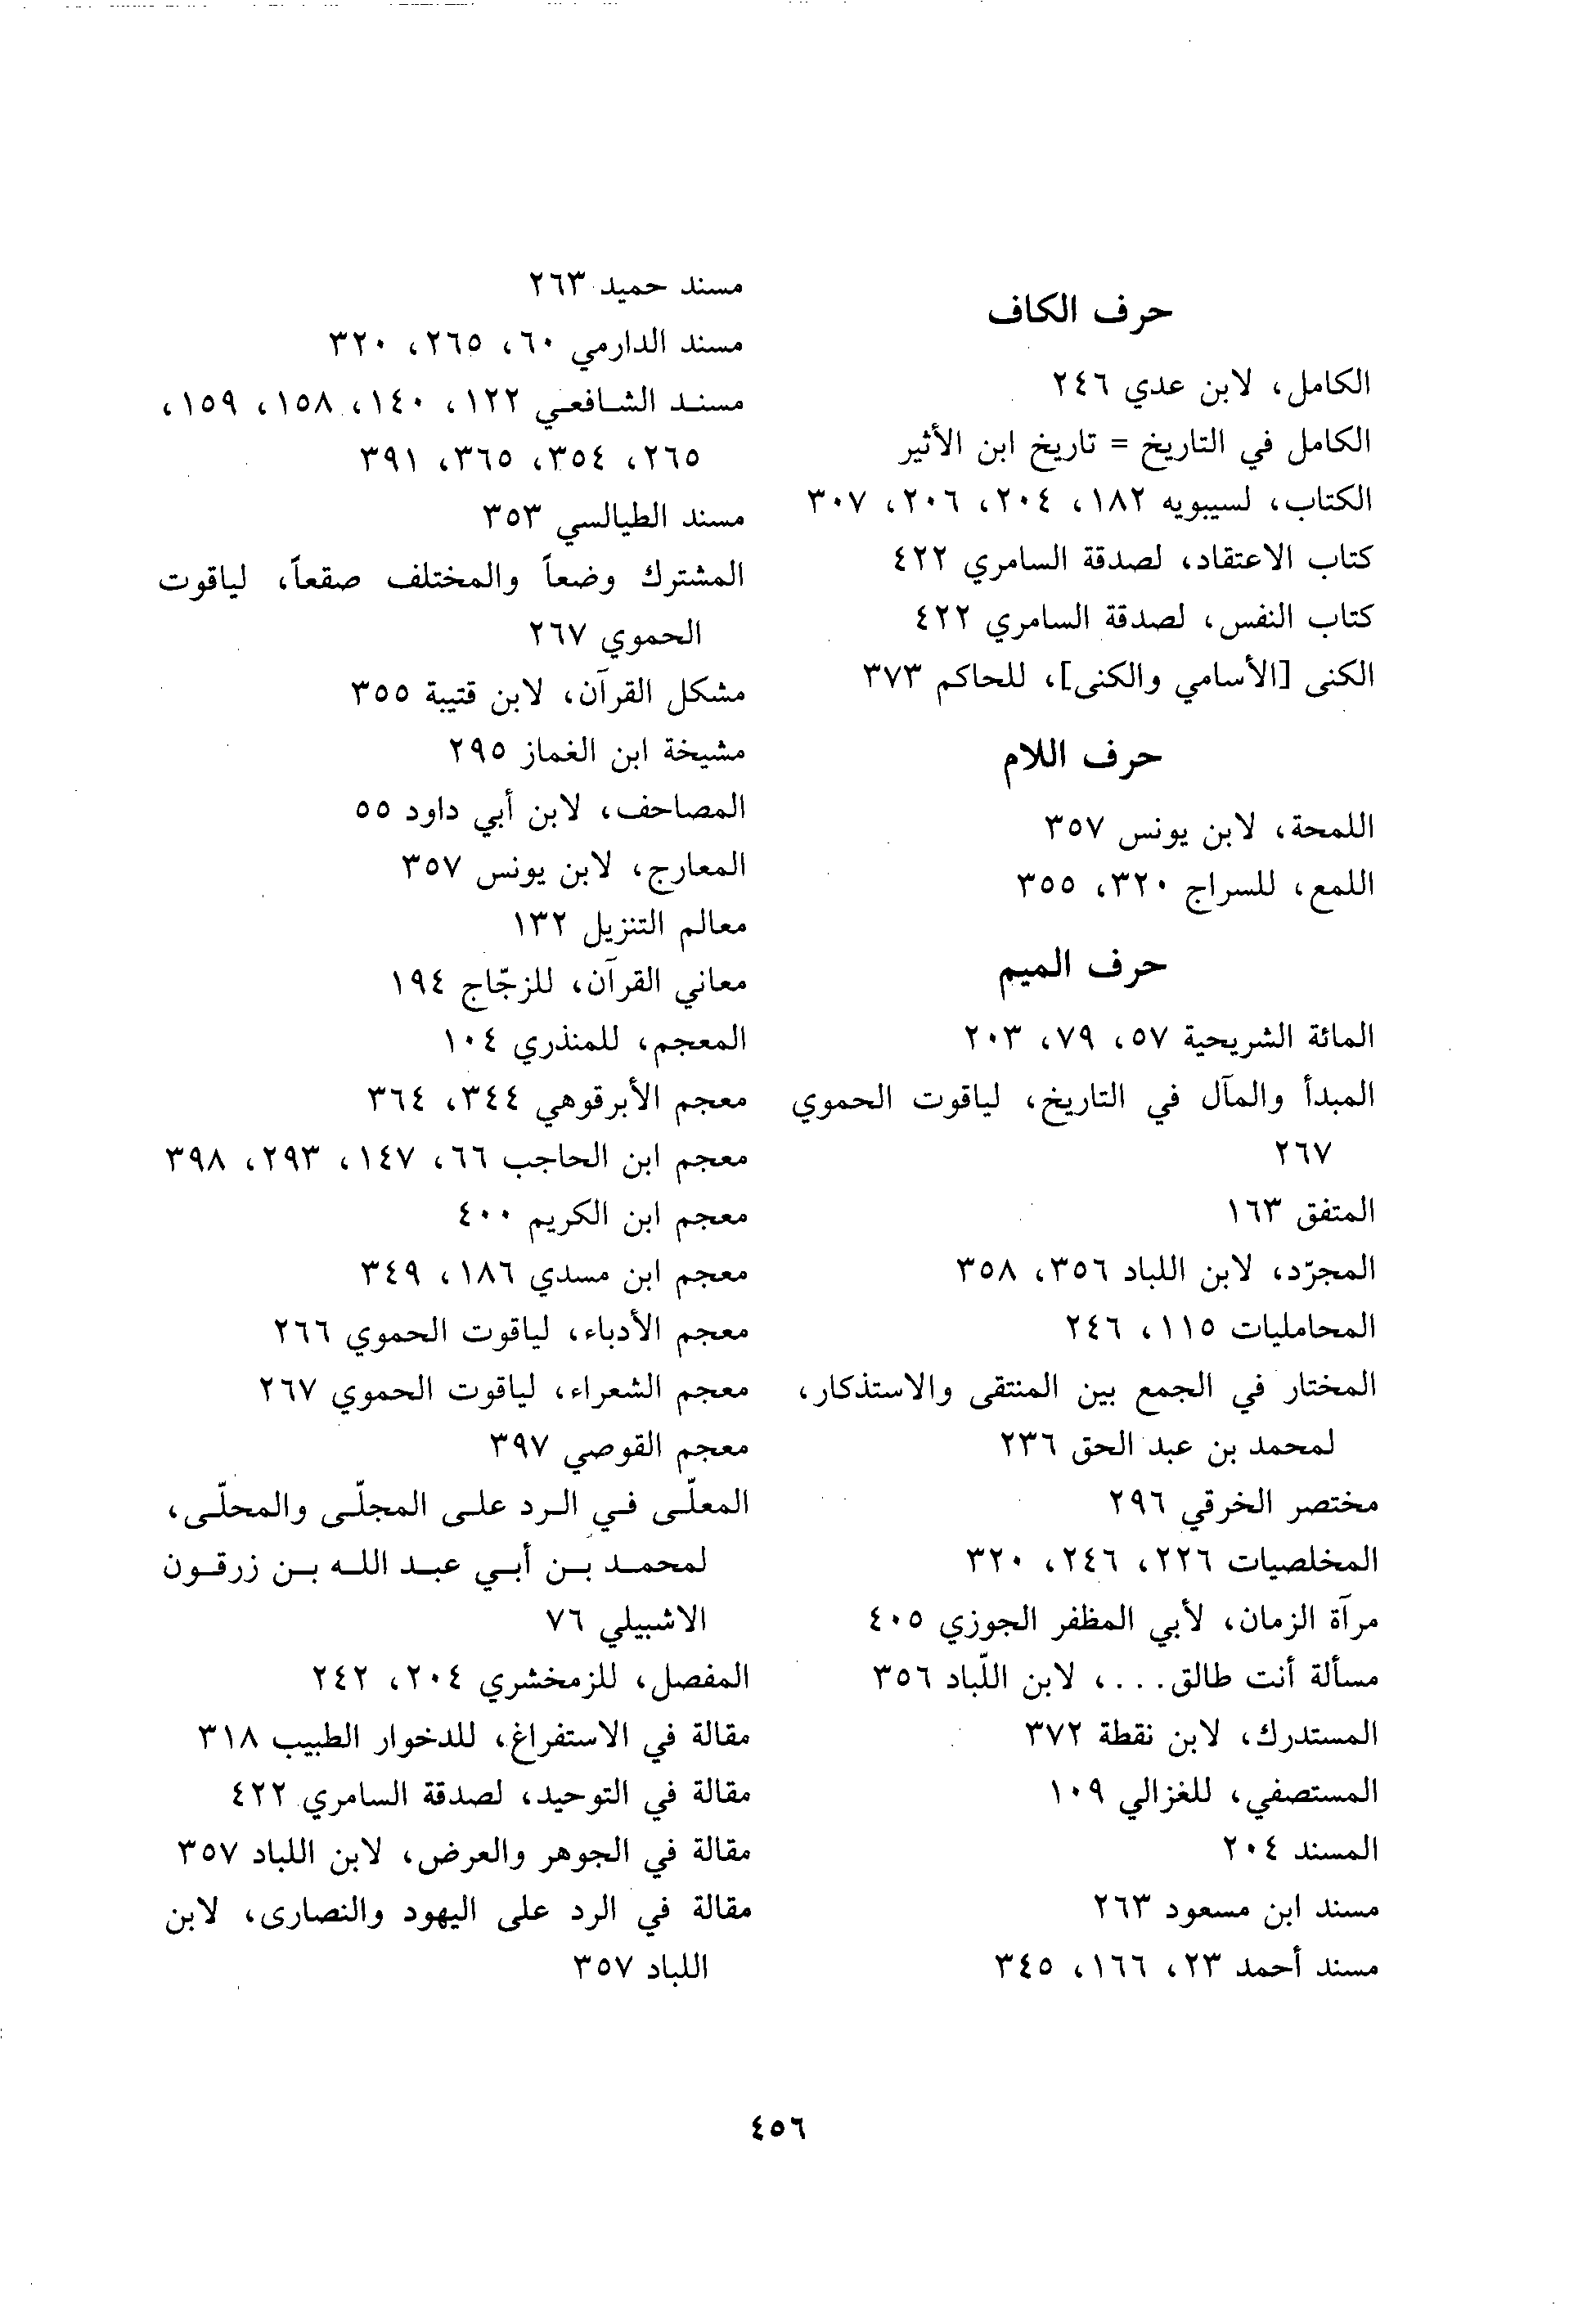 حرف الكاف
الكامل، لابن عدي ٢٤٦
الكامل في التاريخ = تاريخ ابن الأثير
الكتاب، لسيبويه ١٨٢، ٢٠٤، ٢٠٦، ٣٠٧
كتاب الاعتقاد، لصدقة السامري ٤٢٢
كتاب النفس، لصدقة السامري ٤٢٢
الكنى [الأسامي والكنى]، للحاكم ٣٧٣
حرف اللام
اللمحة، لابن يونس ٣٥٧
اللمع، للسراج ٣٢٠، ٣٥٥
حرف الميم
المائة الشريحية ٥٧، ٧٩، ٢٠٣
المبدأ والمآل في التاريخ، لياقوت الحموي
٢٦٧
المتفق ١٦٣
المجرّد، لابن اللباد ٣٥٦، ٣٥٨
المحامليات ١١٥، ٢٤٦
المختار في الجمع بين المنتقى والاستذكار،
لمحمد بن عبد الحق ٢٣٦
مختصر الخرقي ٢٩٦
المخلصيات ٢٢٦، ٢٤٦، ٣٢٠
مرآة الزمان، لأبي المظفر الجوزي ٤٠٥
مسألة أنت طالق...، لابن اللّباد ٣٥٦
المستدرك، لابن نقطة ٣٧٢
المستصفي، للغزالي ١٠٩
المسند ٢٠٤
مسند ابن مسعود ٢٦٣
مسند أحمد ٢٣، ١٦٦، ٣٤٥
مسند حميد ٢٦٣
مسند الدارمي ٦٠، ٢٦٥، ٣٢٠
مسند الشافعي ١٢٢، ١٤٠، ١٥٨، ١٥٩،
٢٦٥، ٣٥٤، ٣٦٥، ٣٩١
مسند الطيالسي ٣٥٣
المشترك وضعاً والمختلف صقعاً، لياقوت
الحموي ٢٦٧
مشكل القرآن، لابن قتيبة ٣٥٥
مشيخة ابن الغماز ٢٩٥
المصاحف، لابن أبي داود ٥٥
المعارج، لابن يونس ٣٥٧
معالم التنزيل ١٣٢
معاني القرآن، للزجّاج ١٩٤
المعجم، للمنذري ١٠٤
معجم الأبرقوهي ٣٤٤، ٣٦٤
معجم ابن الحاجب ٦٦، ١٤٧، ٢٩٣، ٣٩٨
معجم ابن الكريم ٤٠٠
معجم ابن مسدي ١٨٦، ٣٤٩
معجم الأدباء، لياقوت الحموي ٢٦٦
معجم الشعراء، لياقوت الحموي ٢٦٧
معجم القوصي ٣٩٧
المعلّى في الرد على المجلّى والمحلّى،
لمحمد بن أبي عبد الله بن زرقون
الاشبيلي ٧٦
المفصل، للزمخشري ٢٠٤، ٢٤٢
مقالة في الاستفراغ، للدخوار الطبيب ٣١٨
مقالة في التوحيد، لصدقة السامري ٤٢٢
مقالة في الجوهر والعرض، لابن اللباد ٣٥٧
مقالة في الرد على اليهود والنصارى، لابن
اللباد ٣٥٧
٤٥٦